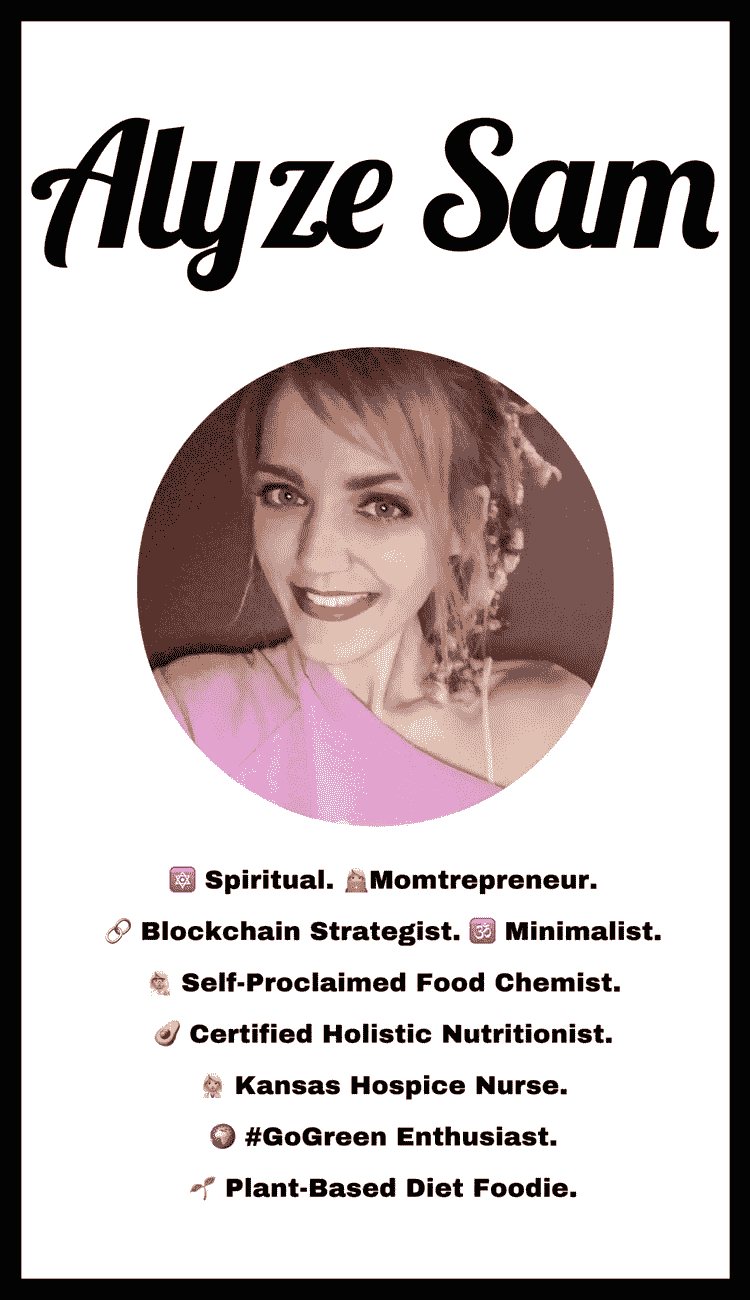 Alyze Sam
Spiritual. Momtrepreneur.
Blockchain Strategist. 🕉 Minimalist.
Self-Proclaimed Food Chemist.
Certified Holistic Nutritionist.
Kansas Hospice Nurse.
#GoGreen Enthusiast.
Plant-Based Diet Foodie.